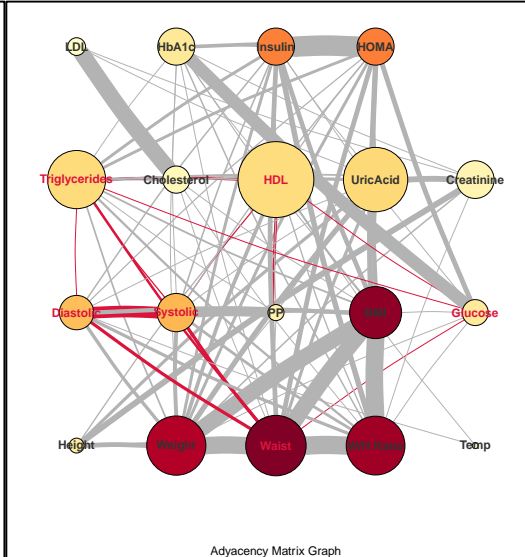 LDL HbA1c Insulin HOMA
Triglycerides Cholesterol HDL UricAcid Creatinine
Diastolic Systolic PP BMI Glucose
Height Weight Waist Temp
Adyacency Matrix Graph